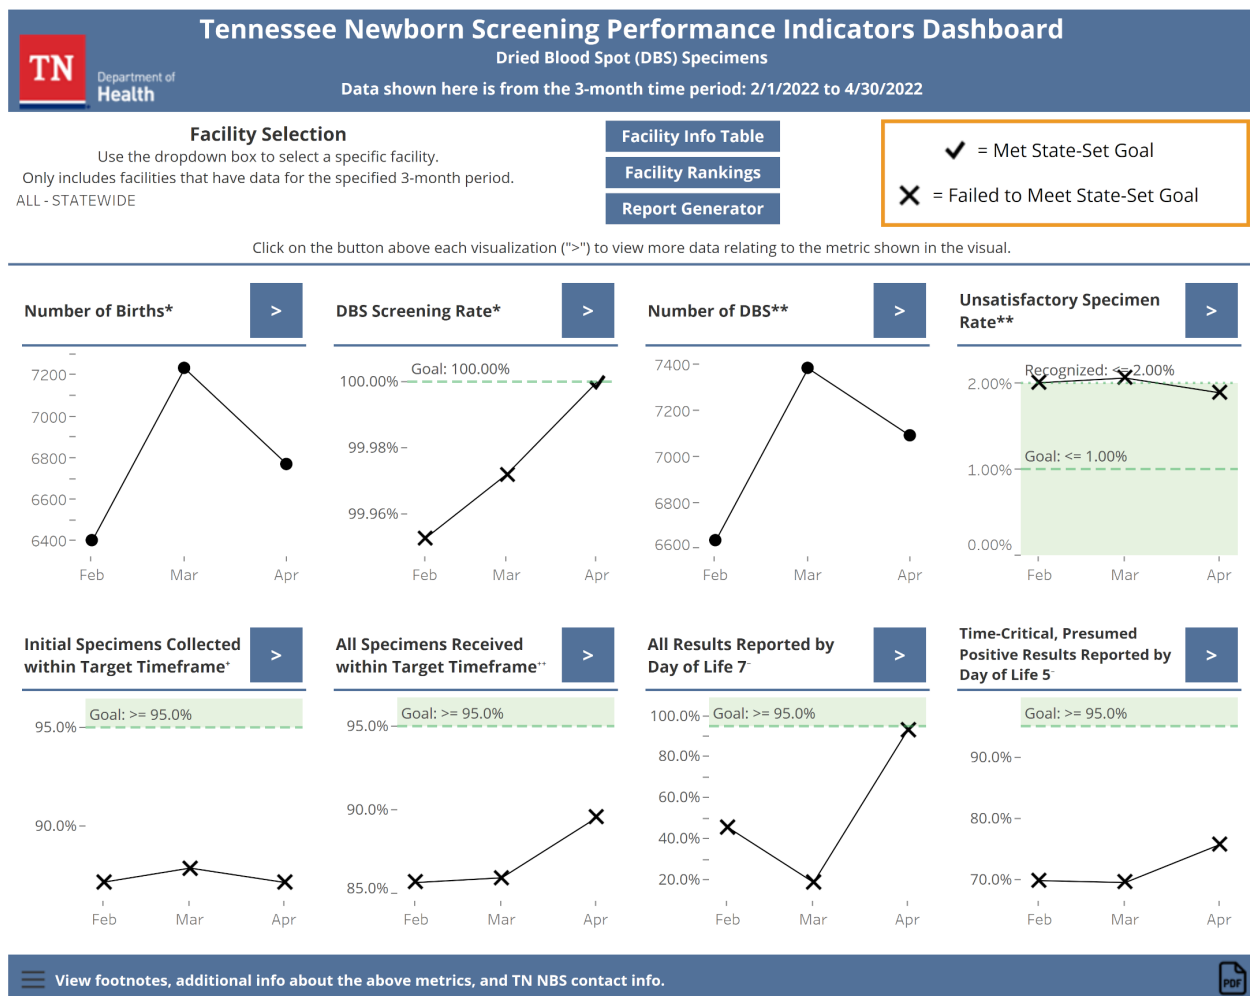 Tennessee Newborn Screening Performance Indicators Dashboard
Dried Blood Spot (DBS) Specimens
Data shown here is from the 3-month time period: 2/1/2022 to 4/30/2022
TN
Department of
Health
Facility Selection
Use the dropdown box to select a specific facility.
Only includes facilities that have data for the specified 3-month period.
ALL - STATEWIDE
Facility Info Table
Facility Rankings
Report Generator
= Met State-Set Goal
= Failed to Meet State-Set Goal
Click on the button above each visualization (">") to view more data relating to the metric shown in the visual.
Number of Births*
>
7200
7000
6800
6600
6400
Feb
Mar
Apr
DBS Screening Rate*
>
Goal: 100.00%
100.00%
99.98%
99.96%
Feb
Mar
Apr
Number of DBS**
>
7400
7200
7000
6800
6600
Feb
Mar
Apr
Unsatisfactory Specimen
Rate**
>
Recognized: <= 2.00%
2.00%
Goal: <= 1.00%
1.00%
0.00%
Feb
Mar
Apr
Initial Specimens Collected
within Target Timeframe⁺
>
Goal: >= 95.0%
95.0%
90.0%
Feb
Mar
Apr
All Specimens Received
within Target Timeframe⁺⁺
>
Goal: >= 95.0%
95.0%
90.0%
85.0%
Feb
Mar
Apr
All Results Reported by
Day of Life 7⁻
>
Goal: >= 95.0%
100.0%
80.0%
60.0%
40.0%
20.0%
Feb
Mar
Apr
Time-Critical, Presumed
Positive Results Reported by
Day of Life 5⁻
>
Goal: >= 95.0%
90.0%
80.0%
70.0%
Feb
Mar
Apr
View footnotes, additional info about the above metrics, and TN NBS contact info.
PDF